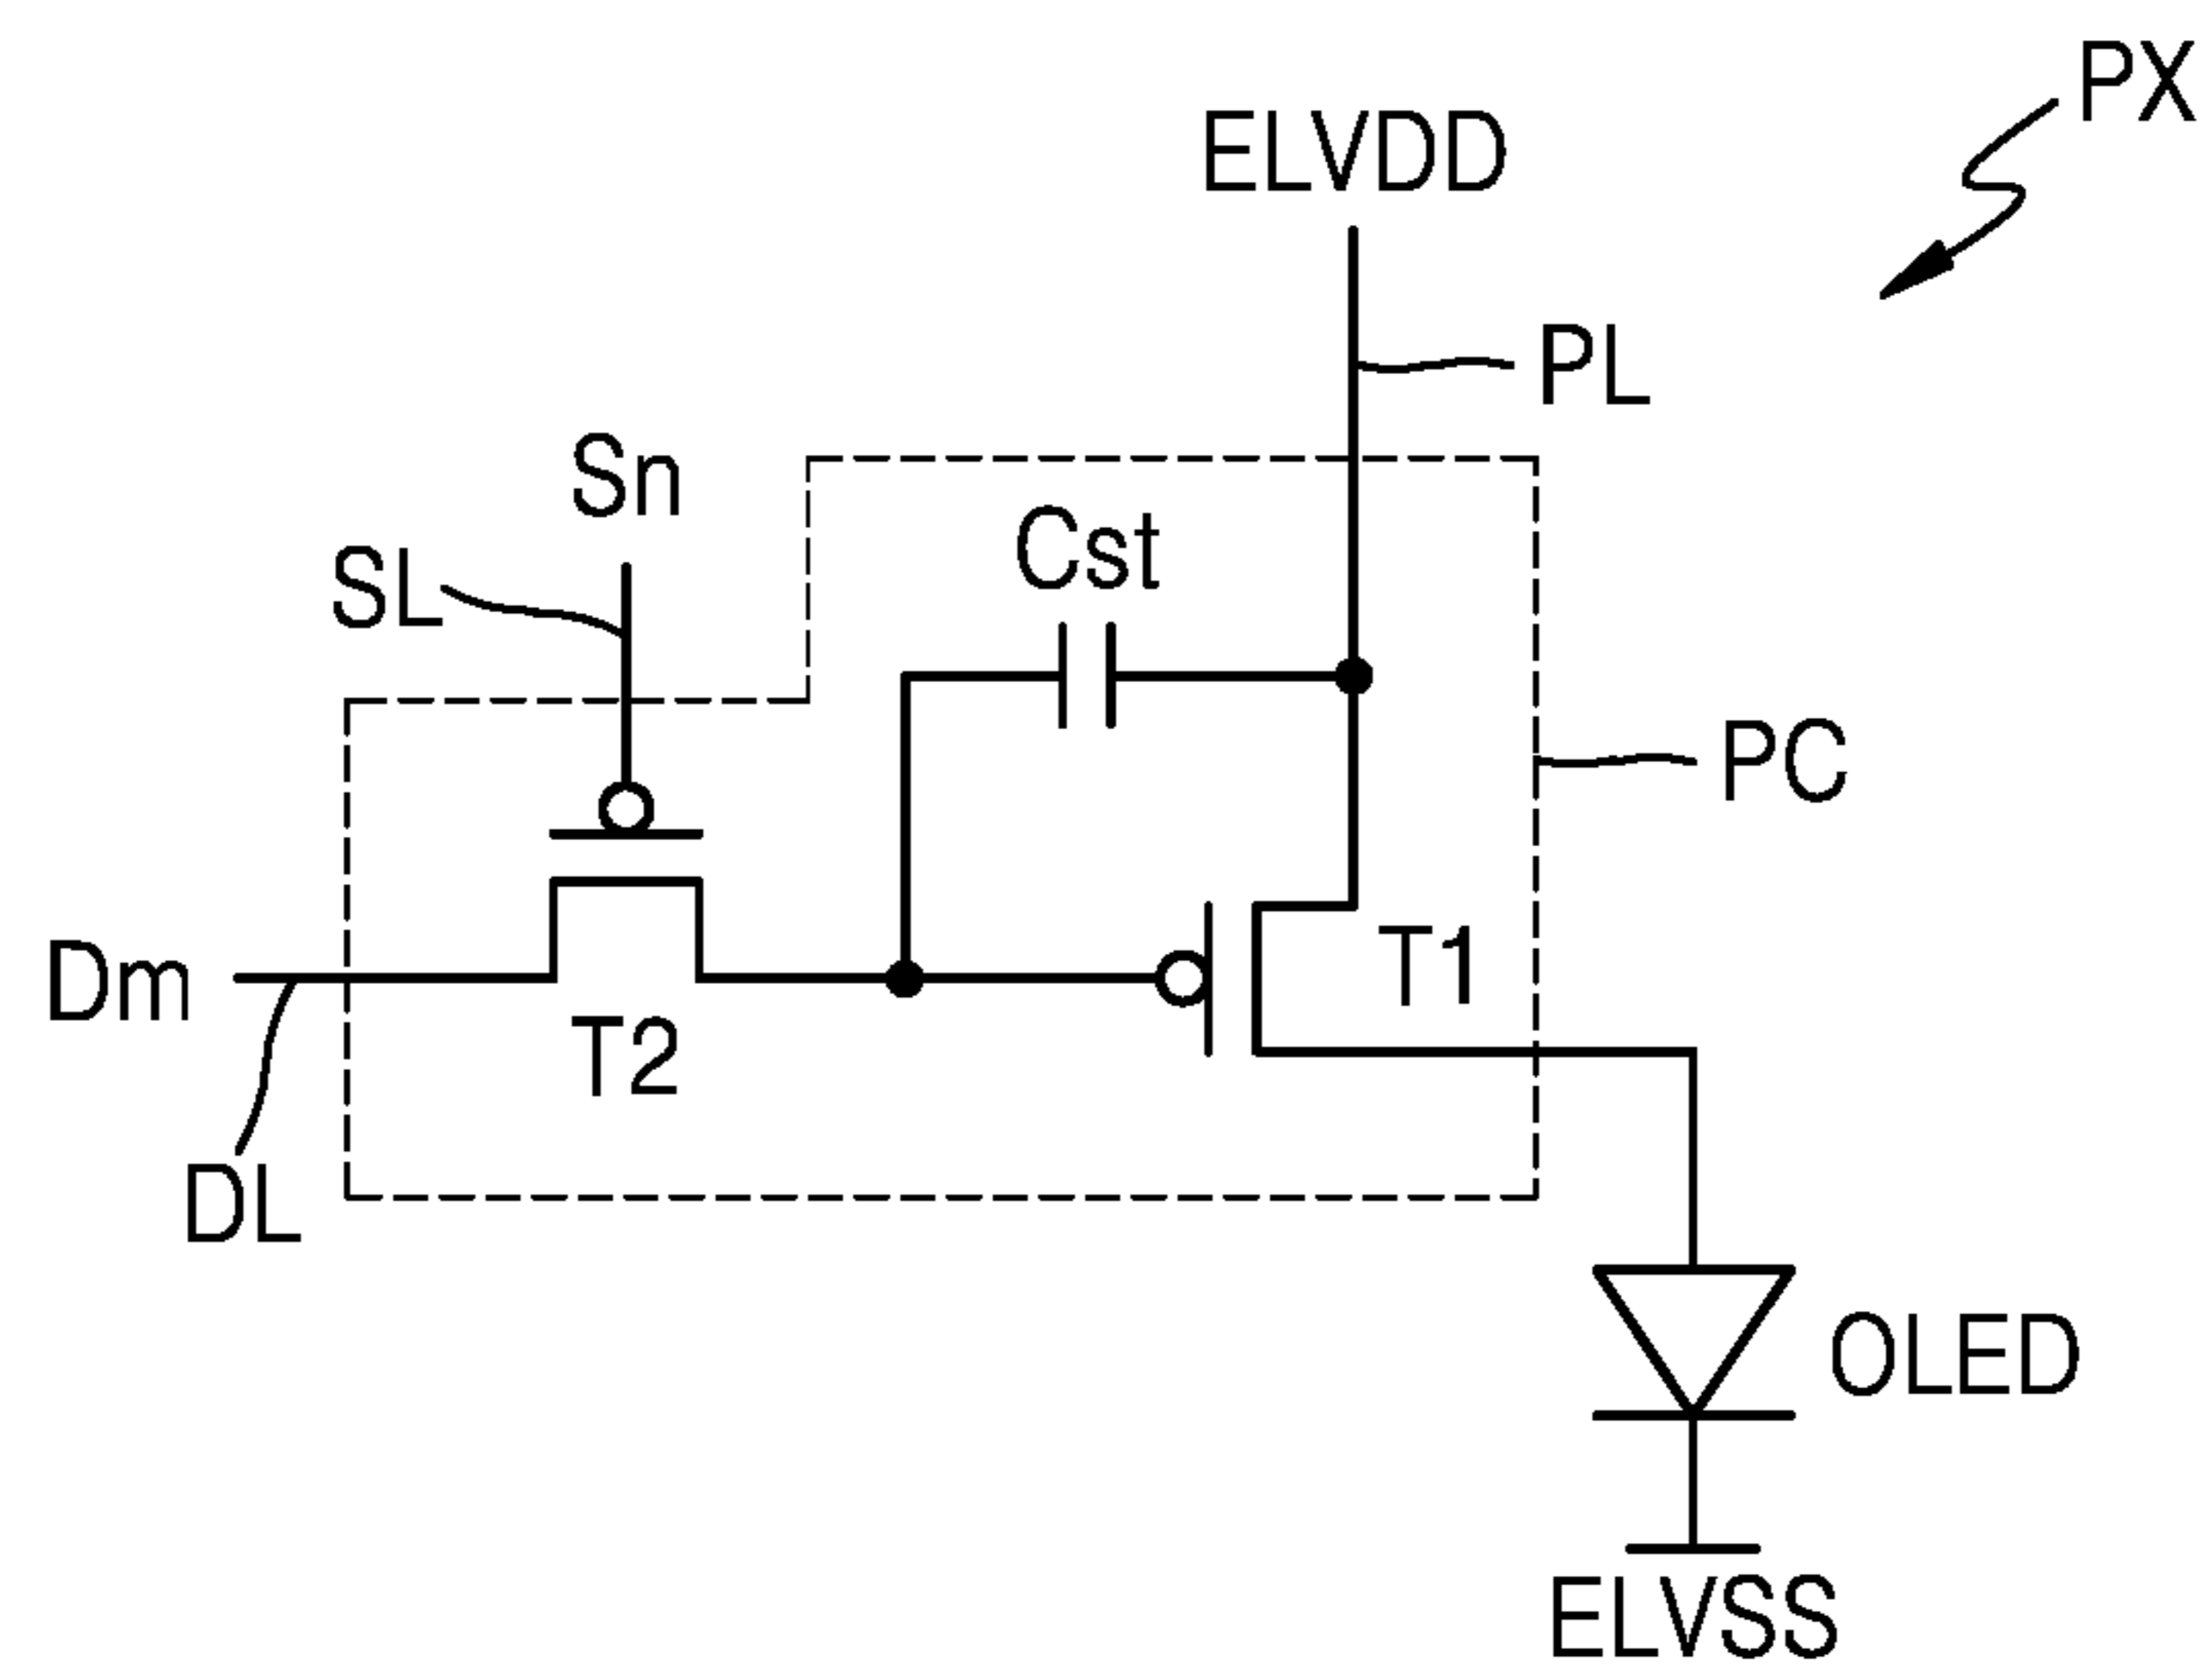 PX
ELVDD
PL
Sn
Cst
SL
PC
T1
Dm
T2
DL
OLED
ELVSS